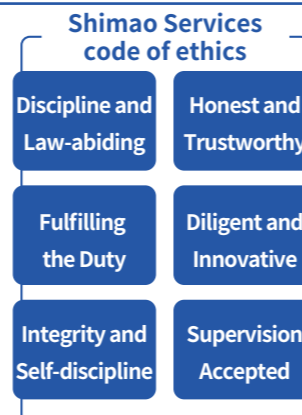 Shimao Services
code of ethics
Discipline and
Law-abiding
Honest and
Trustworthy
Fulfilling
the Duty
Diligent and
Innovative
Integrity and
Self-discipline
Supervision
Accepted